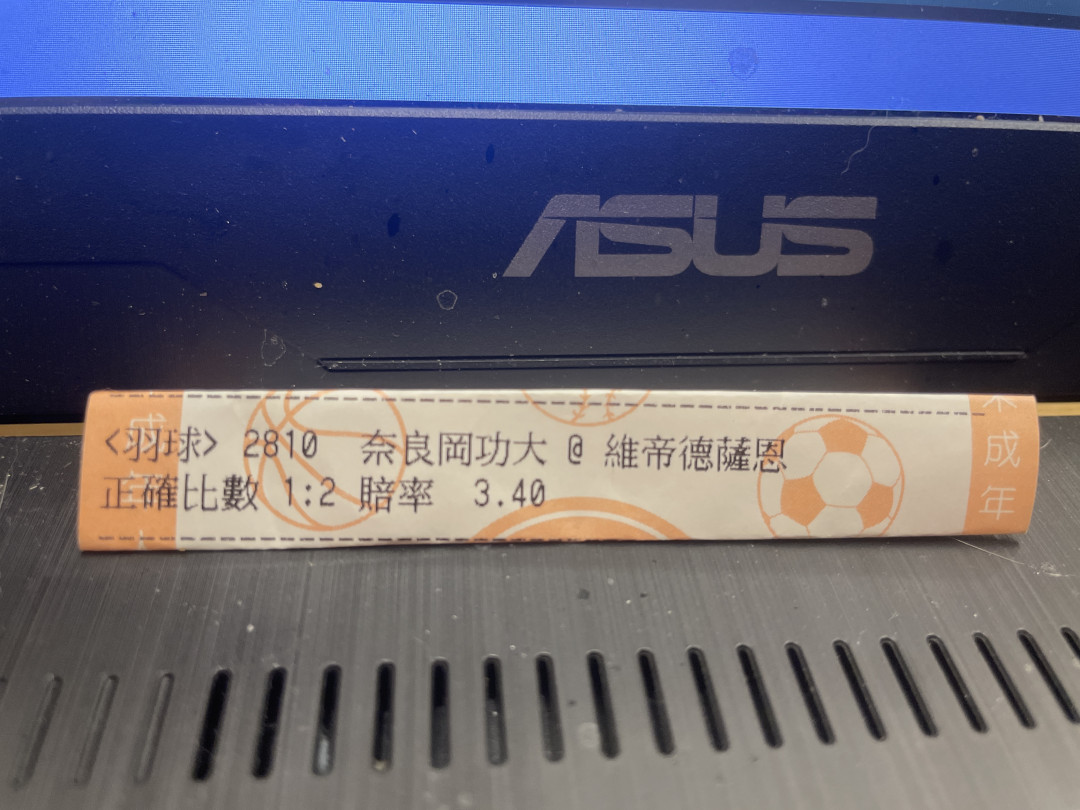 ASUS
<羽球> 2810 奈良岡功大 @ 維帝德薩恩
正確比數 1:2 賠率 3.40
成年